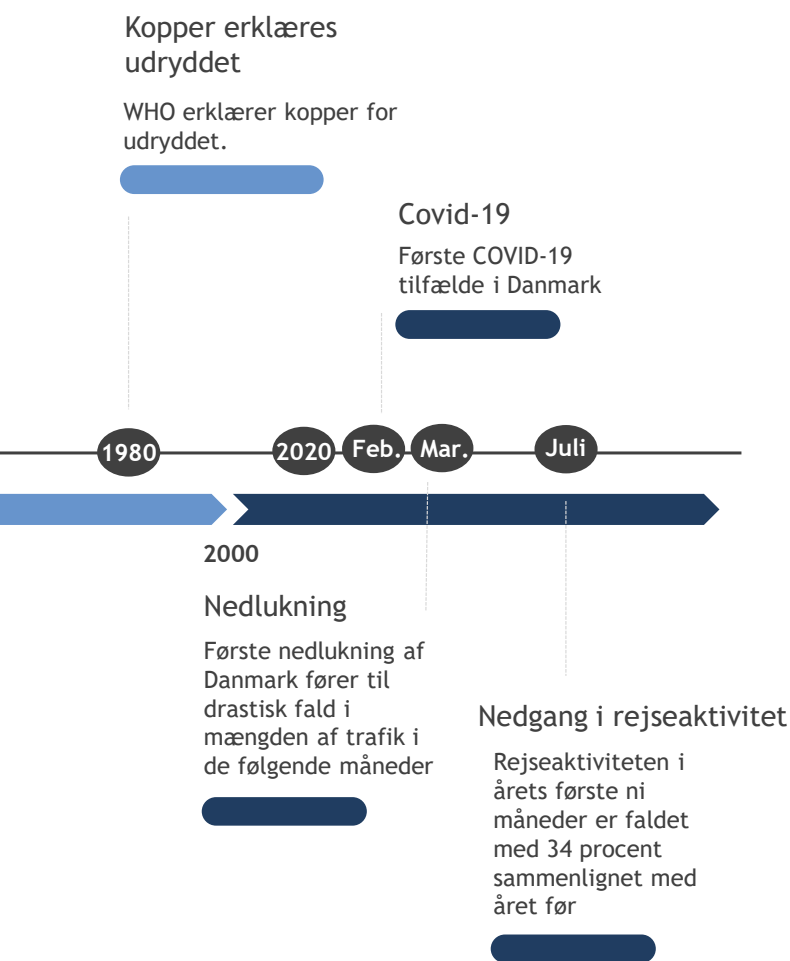 Kopper erklæres
udryddet
WHO erklærer kopper for
udryddet.
Covid-19
Første COVID-19
tilfælde i Danmark
1980
2020
Feb.
Mar.
Juli
2000
Nedlukning
Første nedlukning af
Danmark fører til
drastisk fald i
mængden af trafik i
de følgende måneder
Nedgang i rejseaktivitet
Rejseaktiviteten i
årets første ni
måneder er faldet
med 34 procent
sammenlignet med
året før